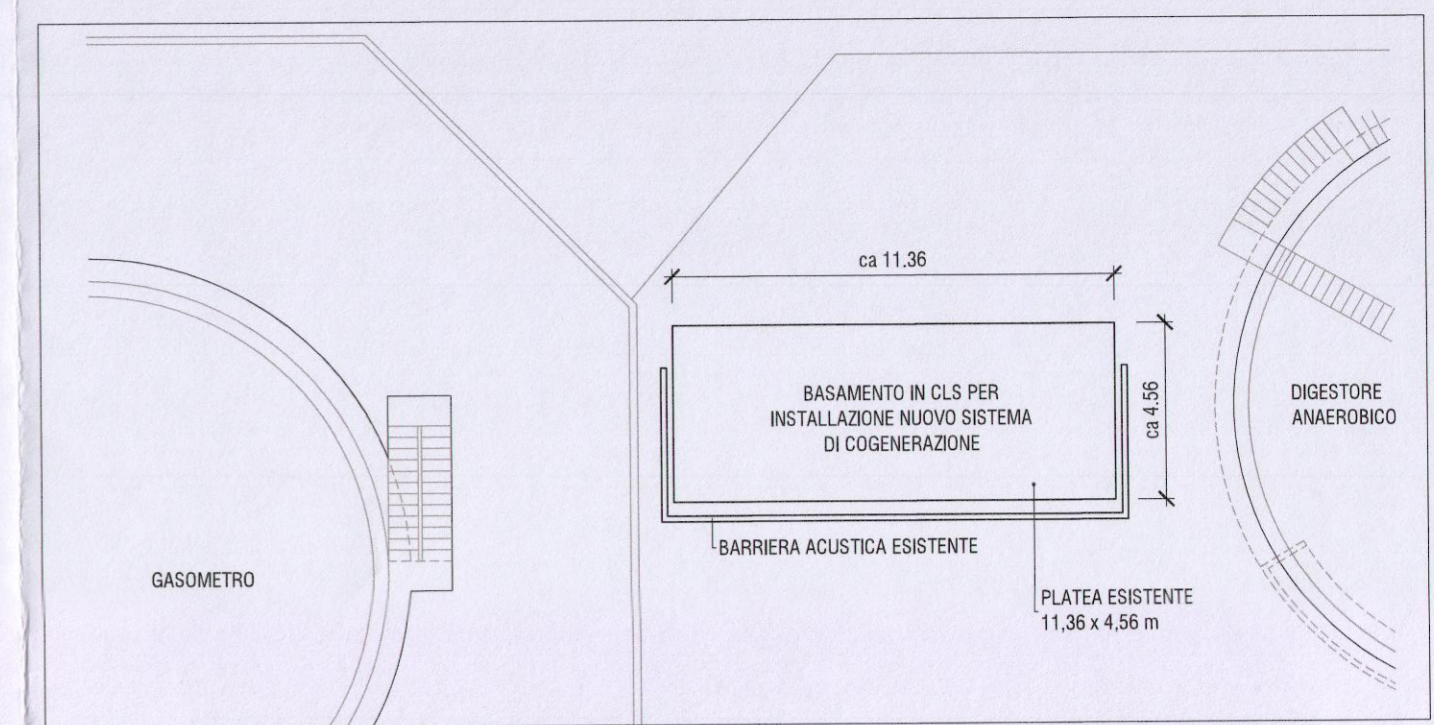 ca 11.36
BASAMENTO IN CLS PER
INSTALLAZIONE NUOVO SISTEMA
DI COGENERAZIONE
ca 4.56
DIGESTORE
ANAEROBICO
BARRIERA ACUSTICA ESISTENTE
GASOMETRO
PLATEA ESISTENTE
11,36 x 4,56 m